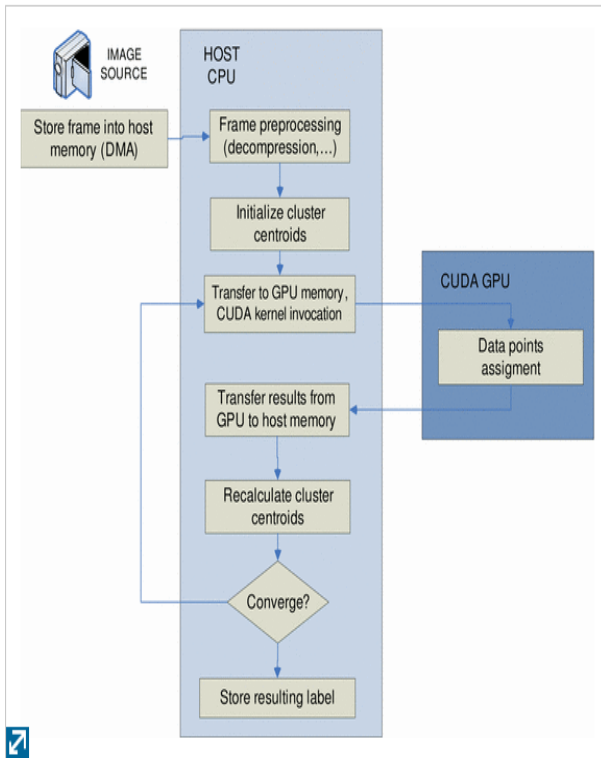 IMAGE
SOURCE
HOST
CPU
Store frame into host
memory (DMA)
Frame preprocessing
(decompression,...)
Initialize cluster
centroids
Transfer to GPU memory,
CUDA kernel invocation
CUDA GPU
Data points
assigment
Transfer results from
GPU to host memory
Recalculate cluster
centroids
Converge?
Store resulting label